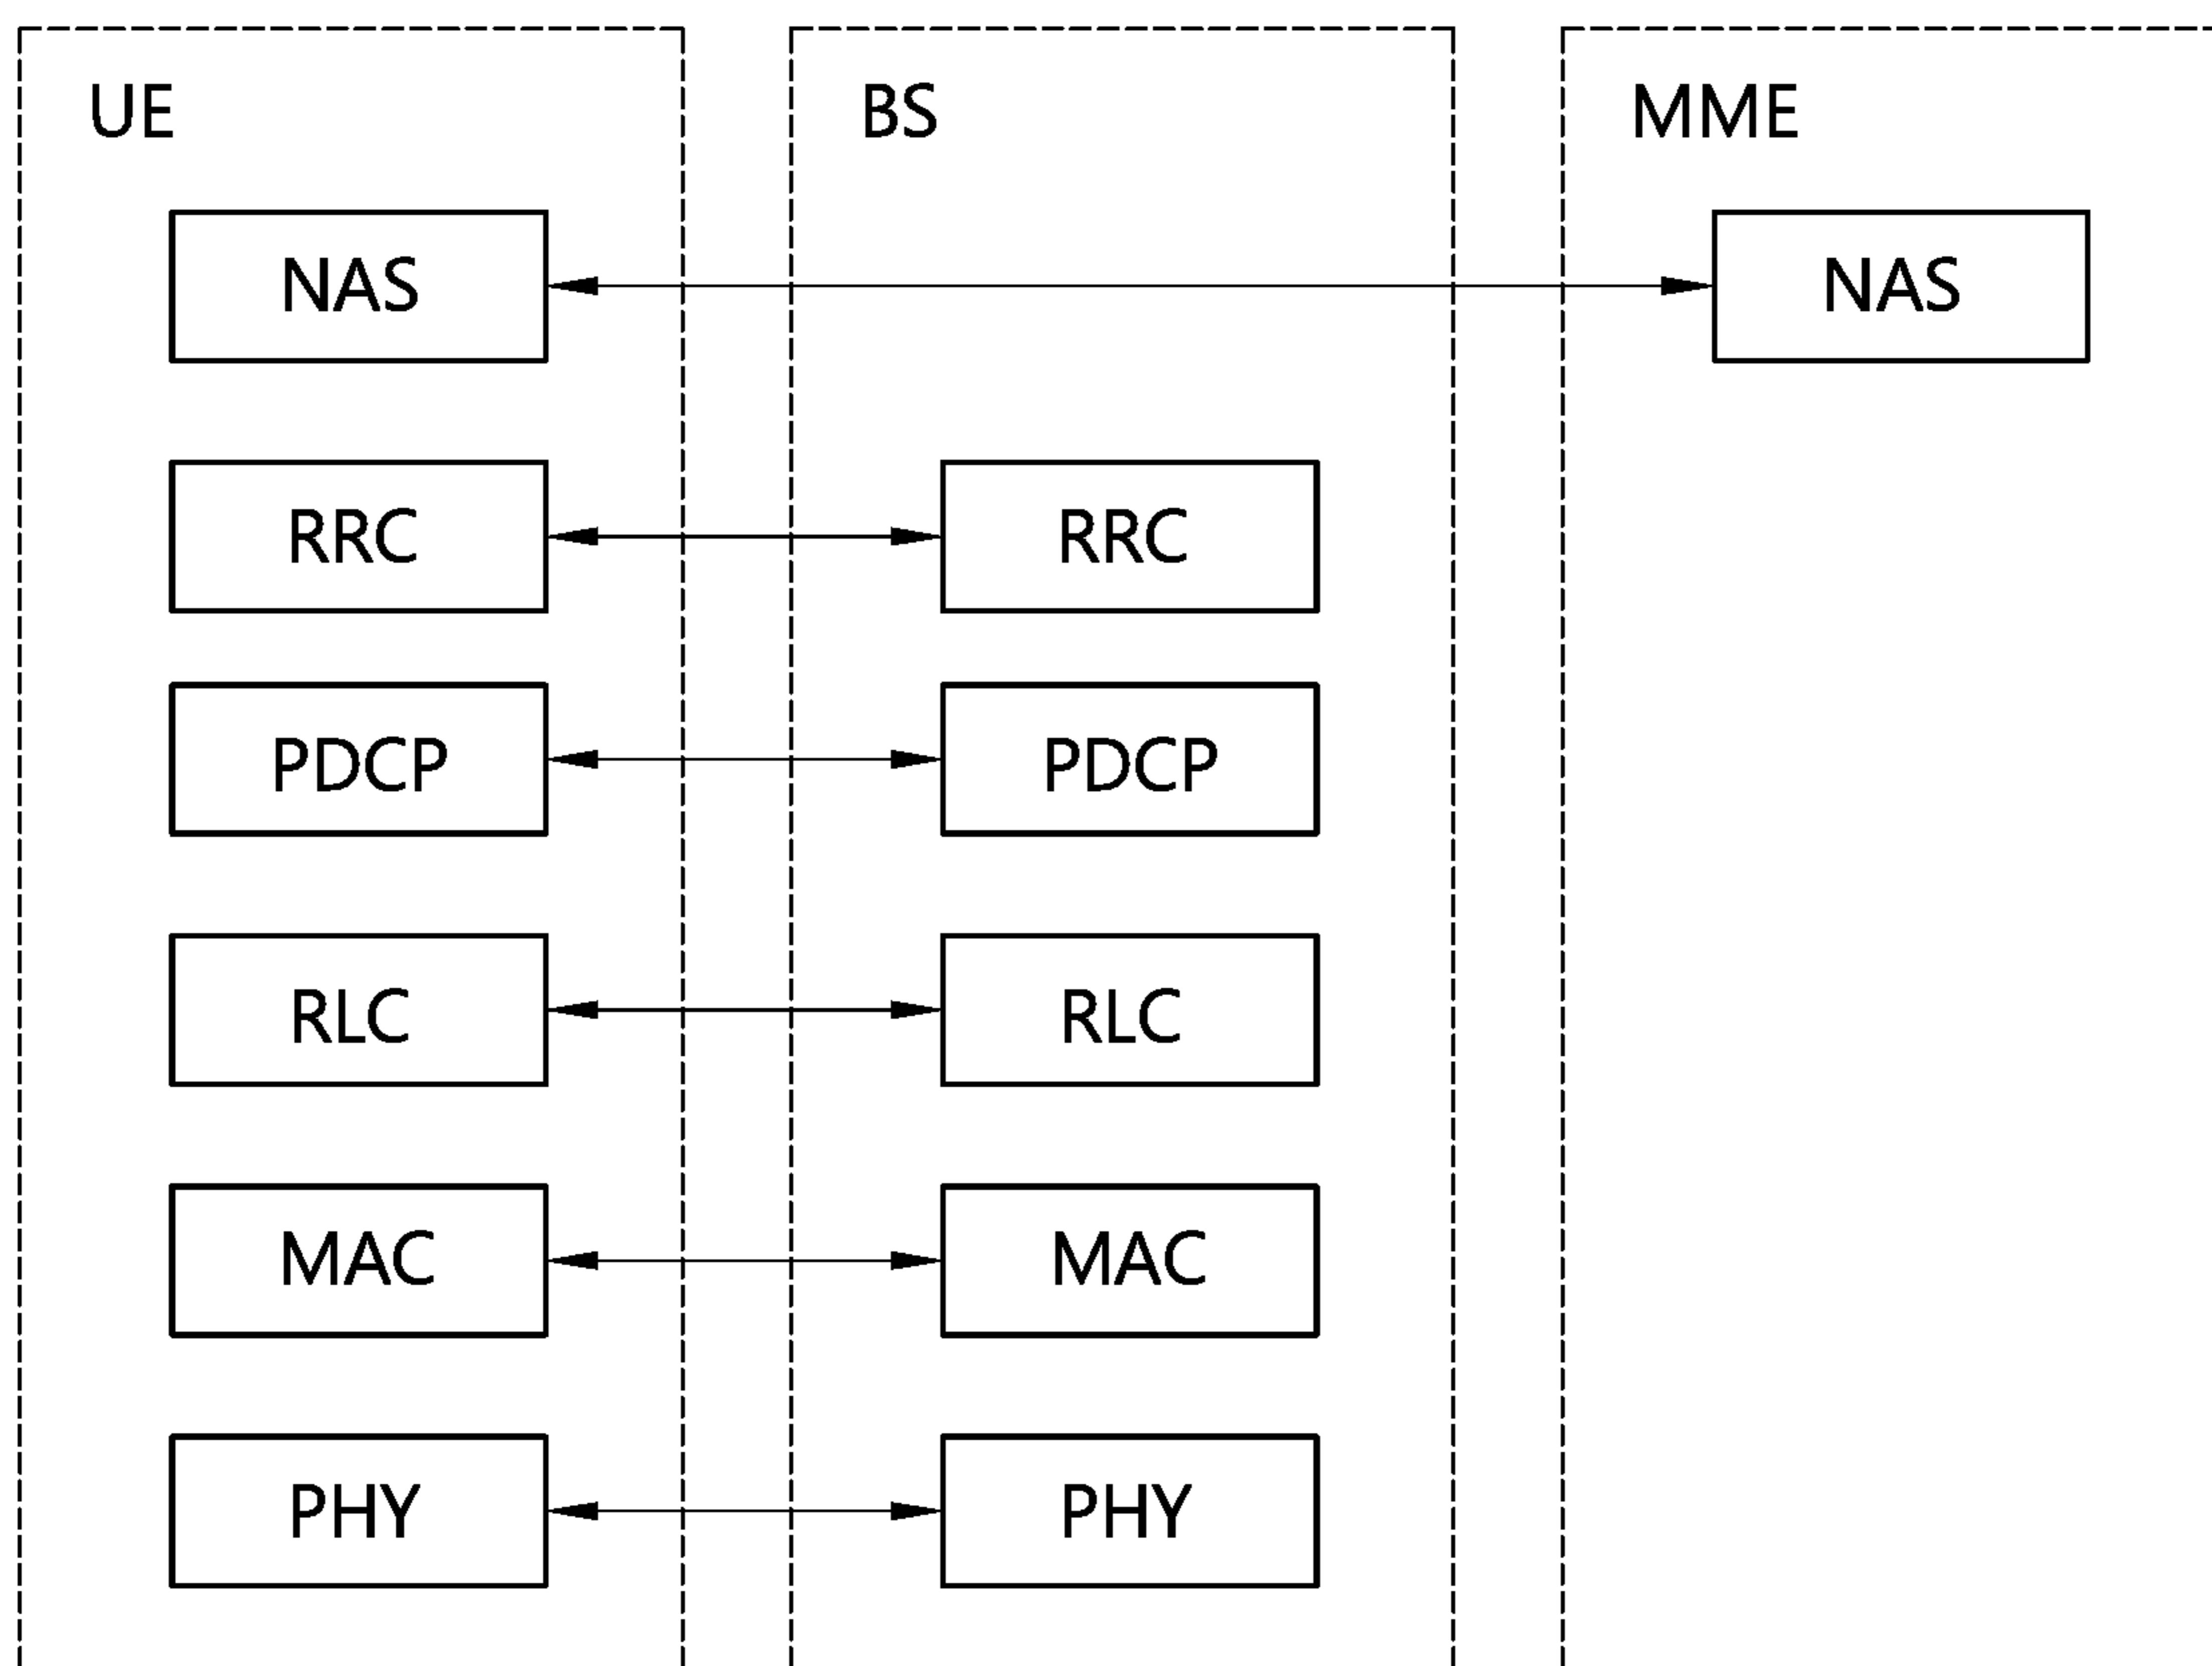 UE BS MME
NAS NAS
RRC RRC
PDCP PDCP
RLC RLC
MAC MAC
PHY PHY